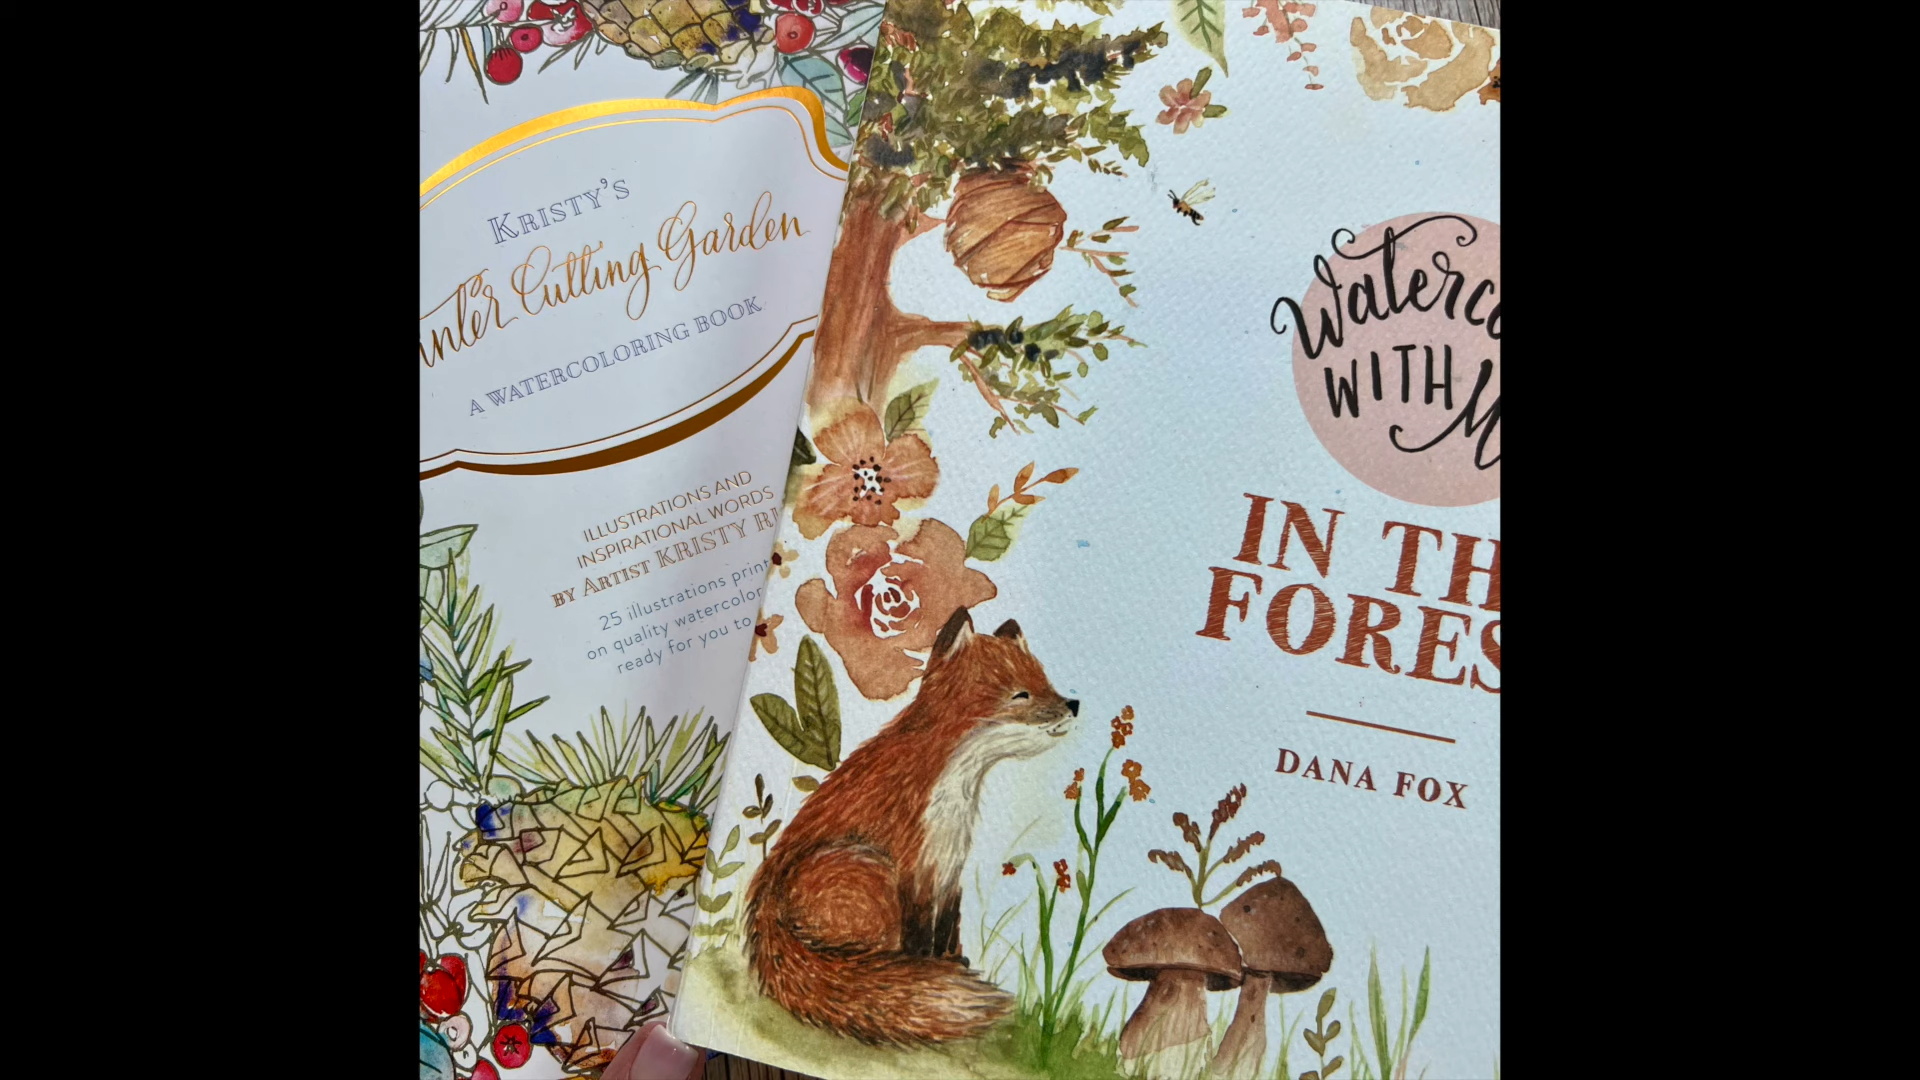 KRISTY'S
Cutting Garden
A WATERCOLORING BOOK
ILLUSTRATIONS AND
INSPIRATIONAL WORDS
BY ARTIST KRISTY
25 illustrations
on quality
ready for you to
WITH
IN
DANA FOX